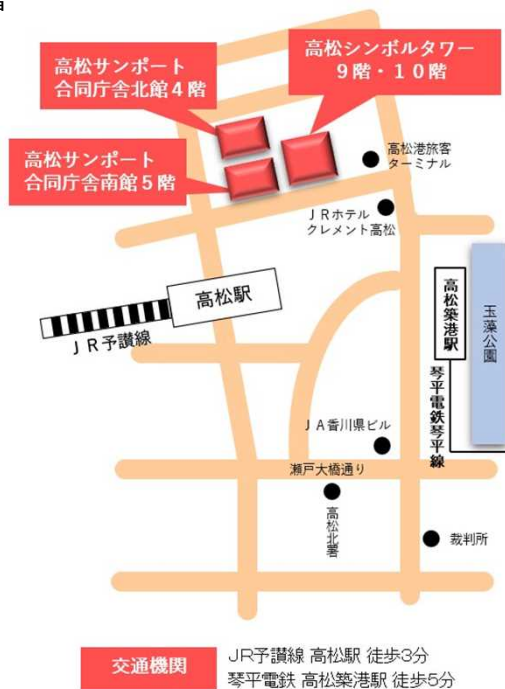 高松シンボルタワー
9階・10階
高松サンポート
合同庁舎北館4階
高松サンポート
合同庁舎南館5階
高松港旅客
ターミナル
JRホテル
クレメント高松
高松駅
JR予讃線
高松築港駅
玉藻公園
琴平電鉄琴平線
JA香川県ビル
瀬戸大橋通り
高松北署
裁判所
交通機関
JR予讃線 高松駅 徒歩3分
琴平電鉄 高松築港駅 徒歩5分